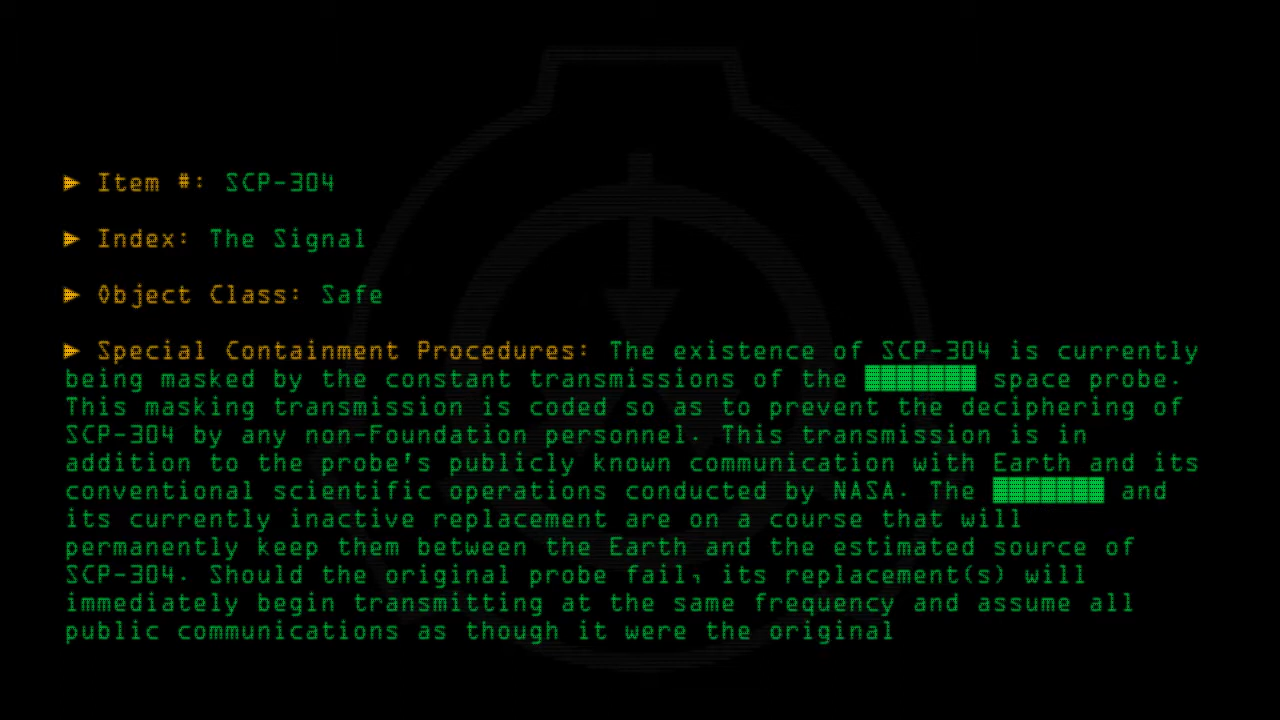 ► Item #: SCP-304
► Index: The Signal
► Object Class: Safe
► Special Containment Procedures: The existence of SCP-304 is currently
being masked by the constant transmissions of the ███████ space probe.
This masking transmission is coded so as to prevent the deciphering of
SCP-304 by any non-Foundation personnel. This transmission is in
addition to the probe's publicly known communication with Earth and its
conventional scientific operations conducted by NASA. The ███████ and
its currently inactive replacement are on a course that will
permanently keep them between the Earth and the estimated source of
SCP-304. Should the original probe fail, its replacement(s) will
immediately begin transmitting at the same frequency and assume all
public communications as though it were the original